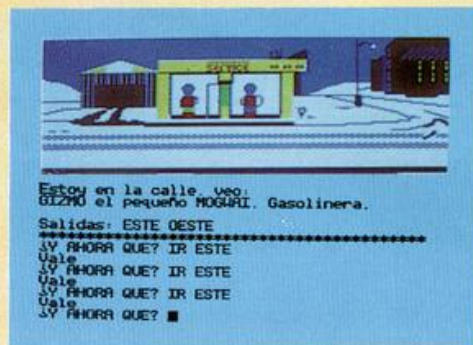 SERVICE
Estoy en la calle, veo:
GIZMO el pequeño MOGWAI. Gasolinera.
Salidas: ESTE OESTE
****************************************
¿Y AHORA QUE? IR ESTE
Vale
¿Y AHORA QUE? IR ESTE
Vale
¿Y AHORA QUE? IR ESTE
Vale
¿Y AHORA QUE?